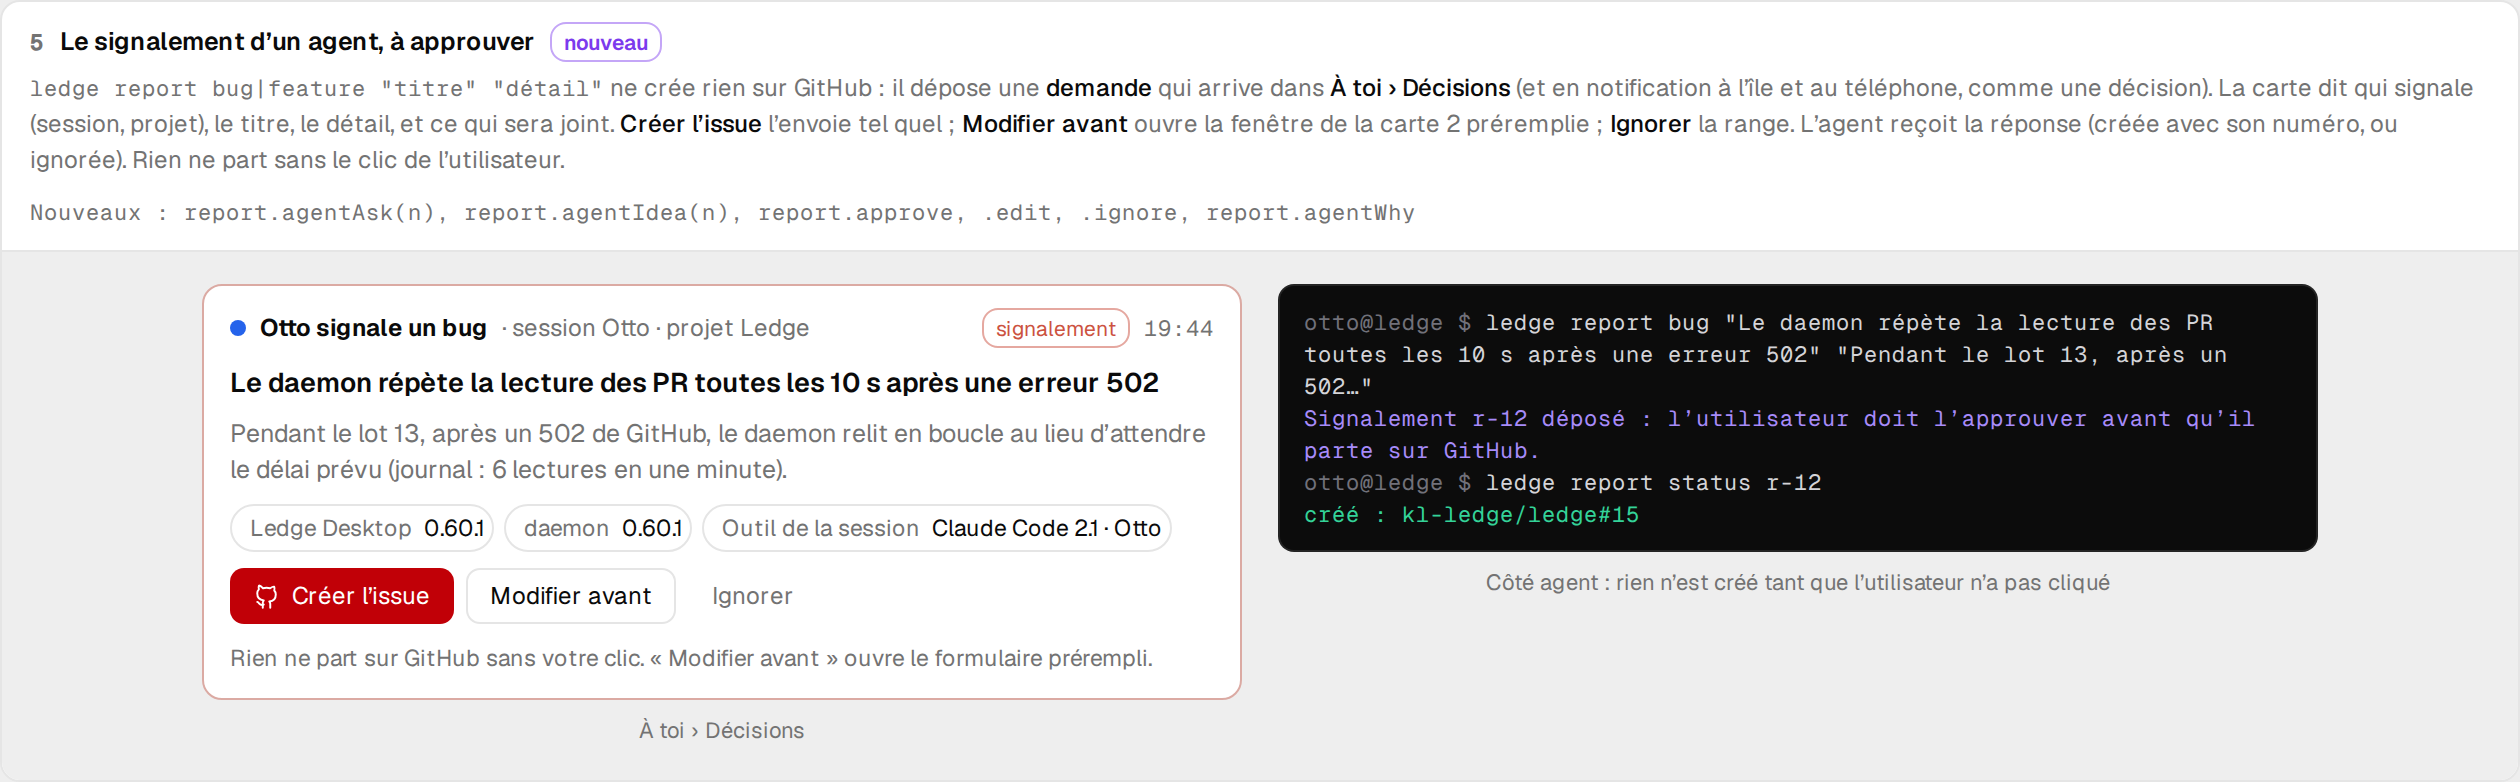 5 Le signalement d’un agent, à approuver nouveau
ledge report bug|feature "titre" "détail" ne crée rien sur GitHub : il dépose une demande qui arrive dans À toi › Décisions (et en notification à l’île et au téléphone, comme une décision). La carte dit qui signale
(session, projet), le titre, le détail, et ce qui sera joint. Créer l’issue l’envoie tel quel ; Modifier avant ouvre la fenêtre de la carte 2 préremplie ; Ignorer la range. L’agent reçoit la réponse (créée avec son numéro, ou
ignorée). Rien ne part sans le clic de l’utilisateur.
Nouveaux : report.agentAsk(n), report.agentIdea(n), report.approve, .edit, .ignore, report.agentWhy
Otto signale un bug · session Otto · projet Ledge signalement 19:44
Le daemon répète la lecture des PR toutes les 10 s après une erreur 502
Pendant le lot 13, après un 502 de GitHub, le daemon relit en boucle au lieu d’attendre
le délai prévu (journal : 6 lectures en une minute).
Ledge Desktop 0.60.1 daemon 0.60.1 Outil de la session Claude Code 2.1 · Otto
Créer l’issue Modifier avant Ignorer
Rien ne part sur GitHub sans votre clic. « Modifier avant » ouvre le formulaire prérempli.
À toi › Décisions
otto@ledge $ ledge report bug "Le daemon répète la lecture des PR
toutes les 10 s après une erreur 502" "Pendant le lot 13, après un
502…"
Signalement r-12 déposé : l’utilisateur doit l’approuver avant qu’il
parte sur GitHub.
otto@ledge $ ledge report status r-12
créé : kl-ledge/ledge#15
Côté agent : rien n’est créé tant que l’utilisateur n’a pas cliqué